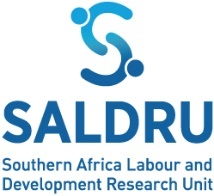 SALDRU
Southern Africa Labour and
Development Research Unit